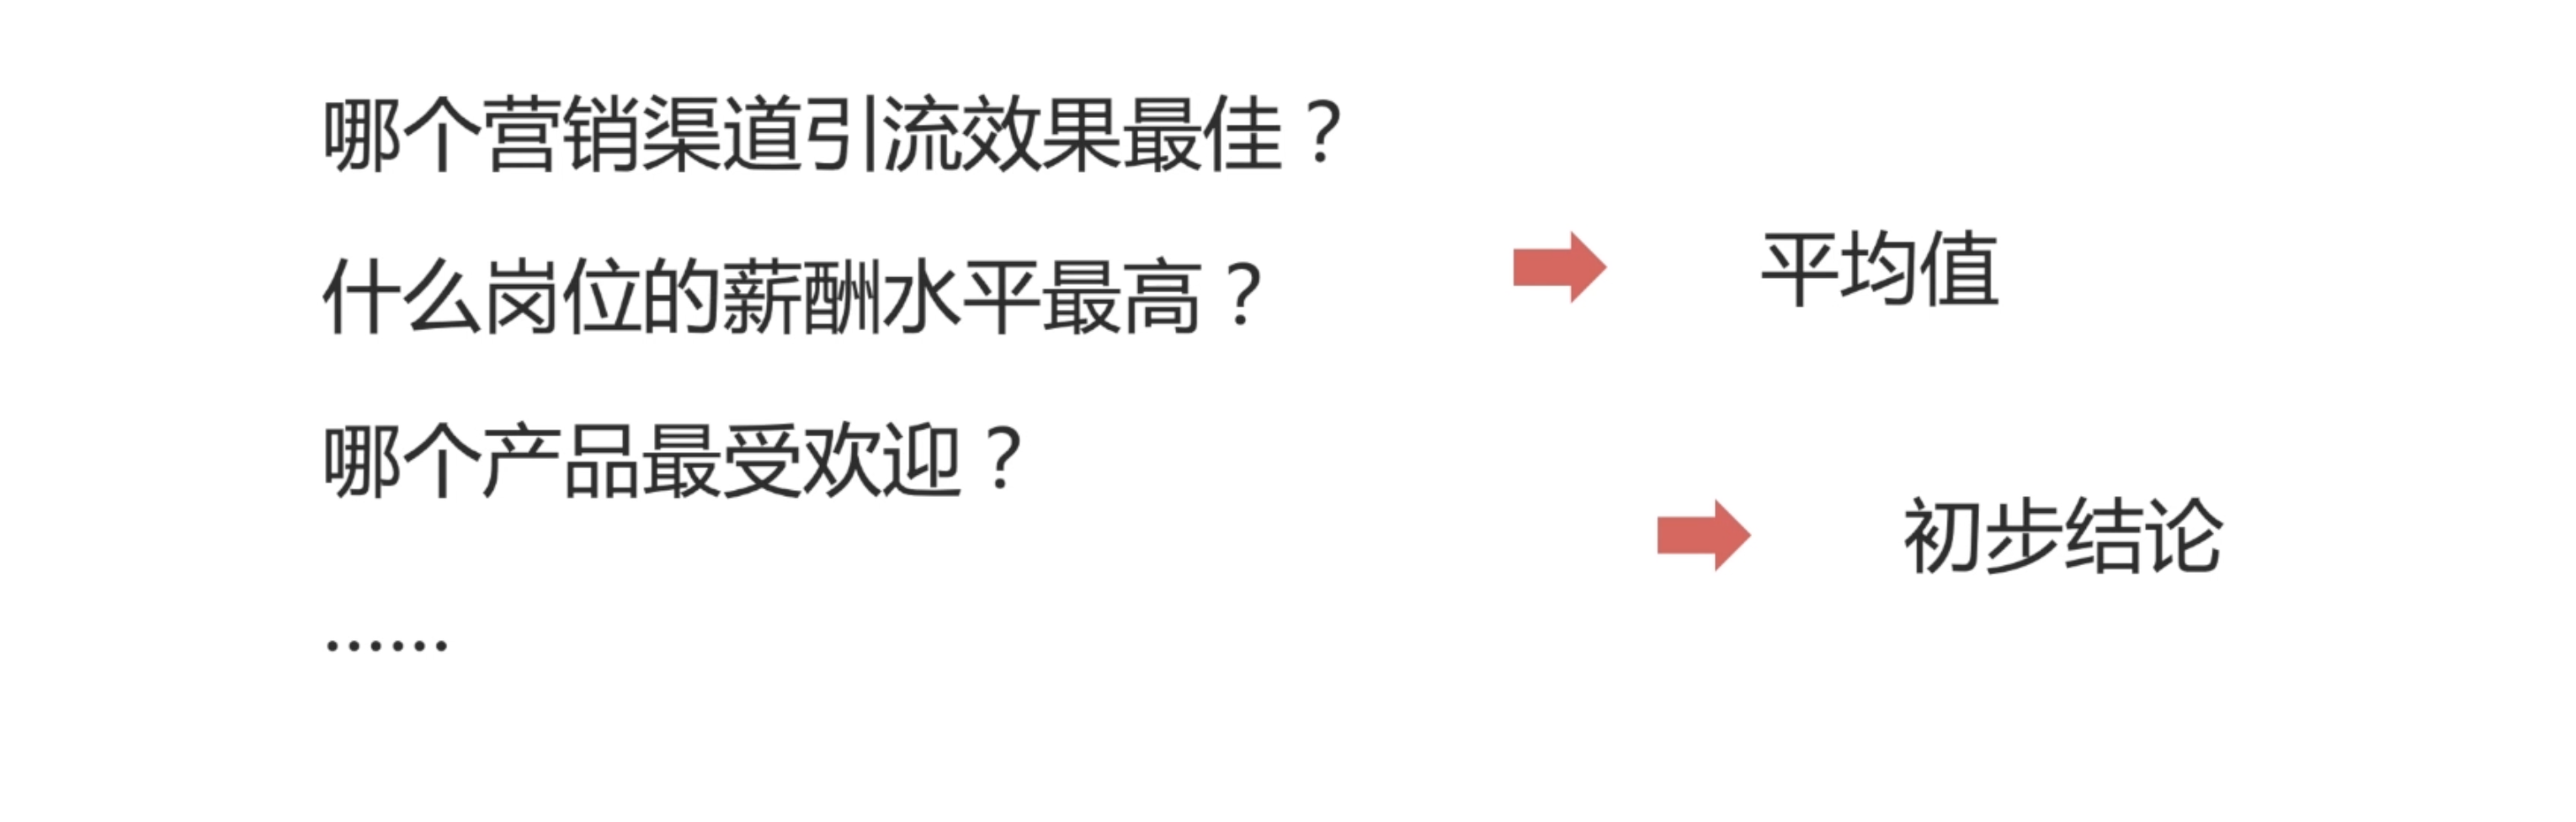 哪个营销渠道引流效果最佳？
什么岗位的薪酬水平最高？
平均值
哪个产品最受欢迎？
初步结论
……